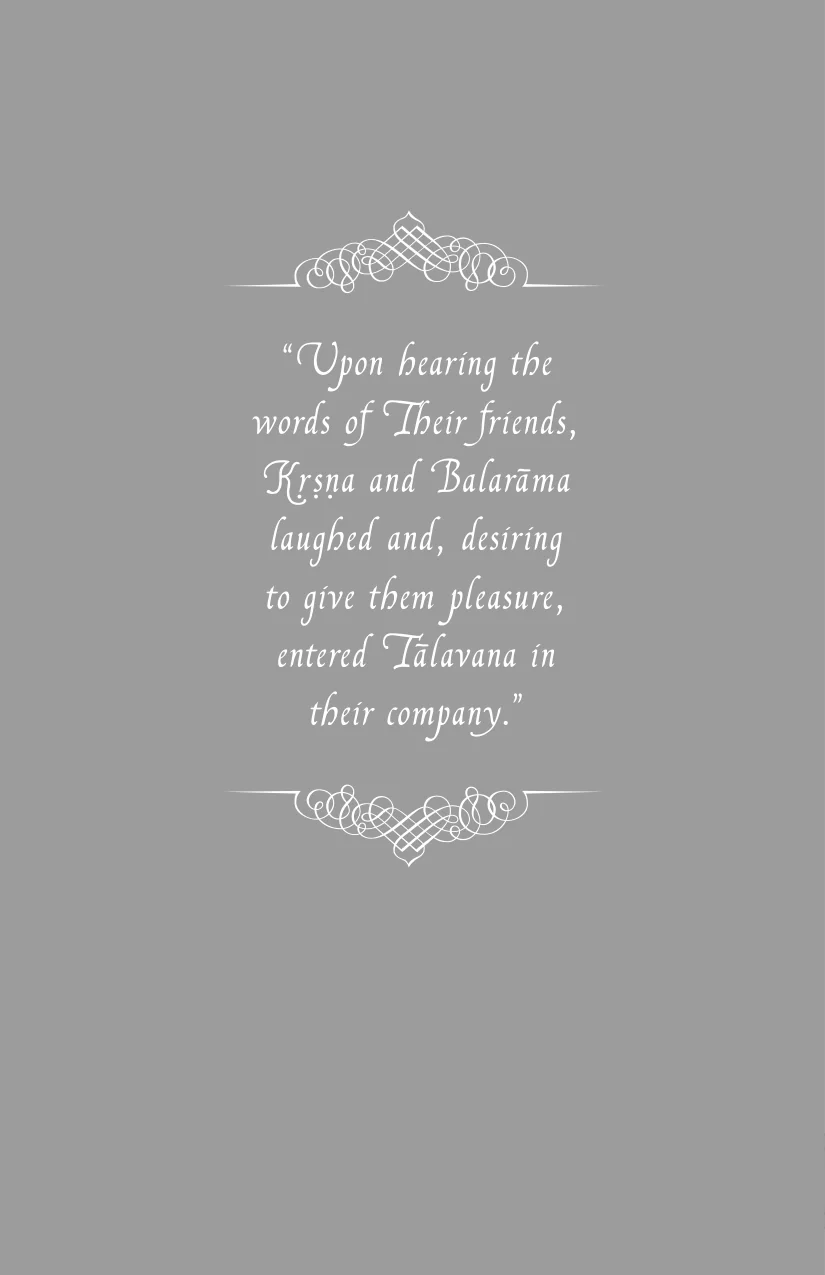 “Upon hearing the
words of Their friends,
Kṛṣṇa and Balarāma
laughed and, desiring
to give them pleasure,
entered Tālavana in
their company.”